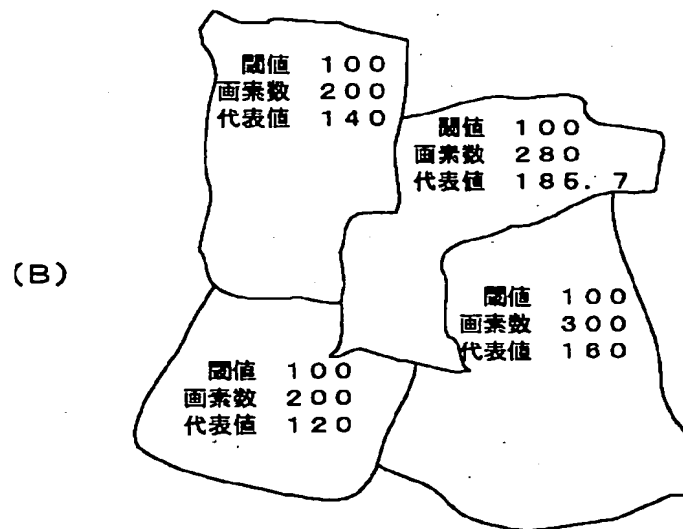 閾値 100
画素数 200
代表値 140
閾値 100
画素数 280
代表値 185.7
(B)
閾値 100
画素数 300
代表値 160
閾値 100
画素数 200
代表値 120